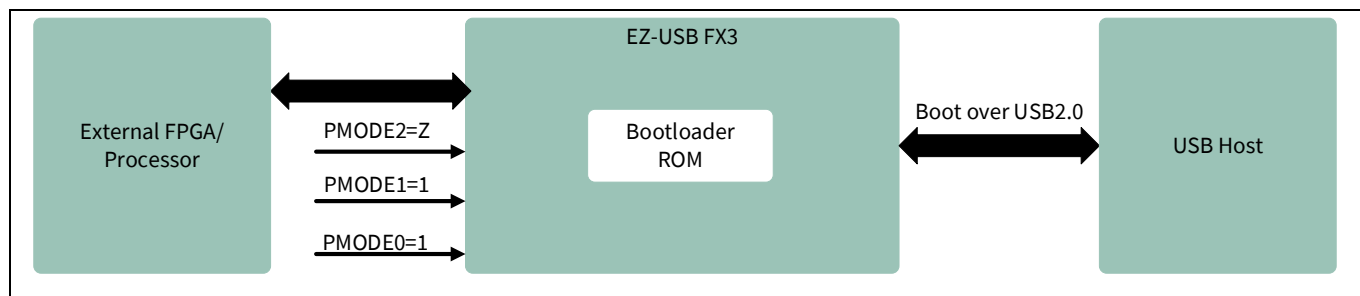 EZ-USB FX3
External FPGA/
Processor
PMODE2=Z
PMODE1=1
PMODE0=1
Bootloader
ROM
Boot over USB2.0
USB Host